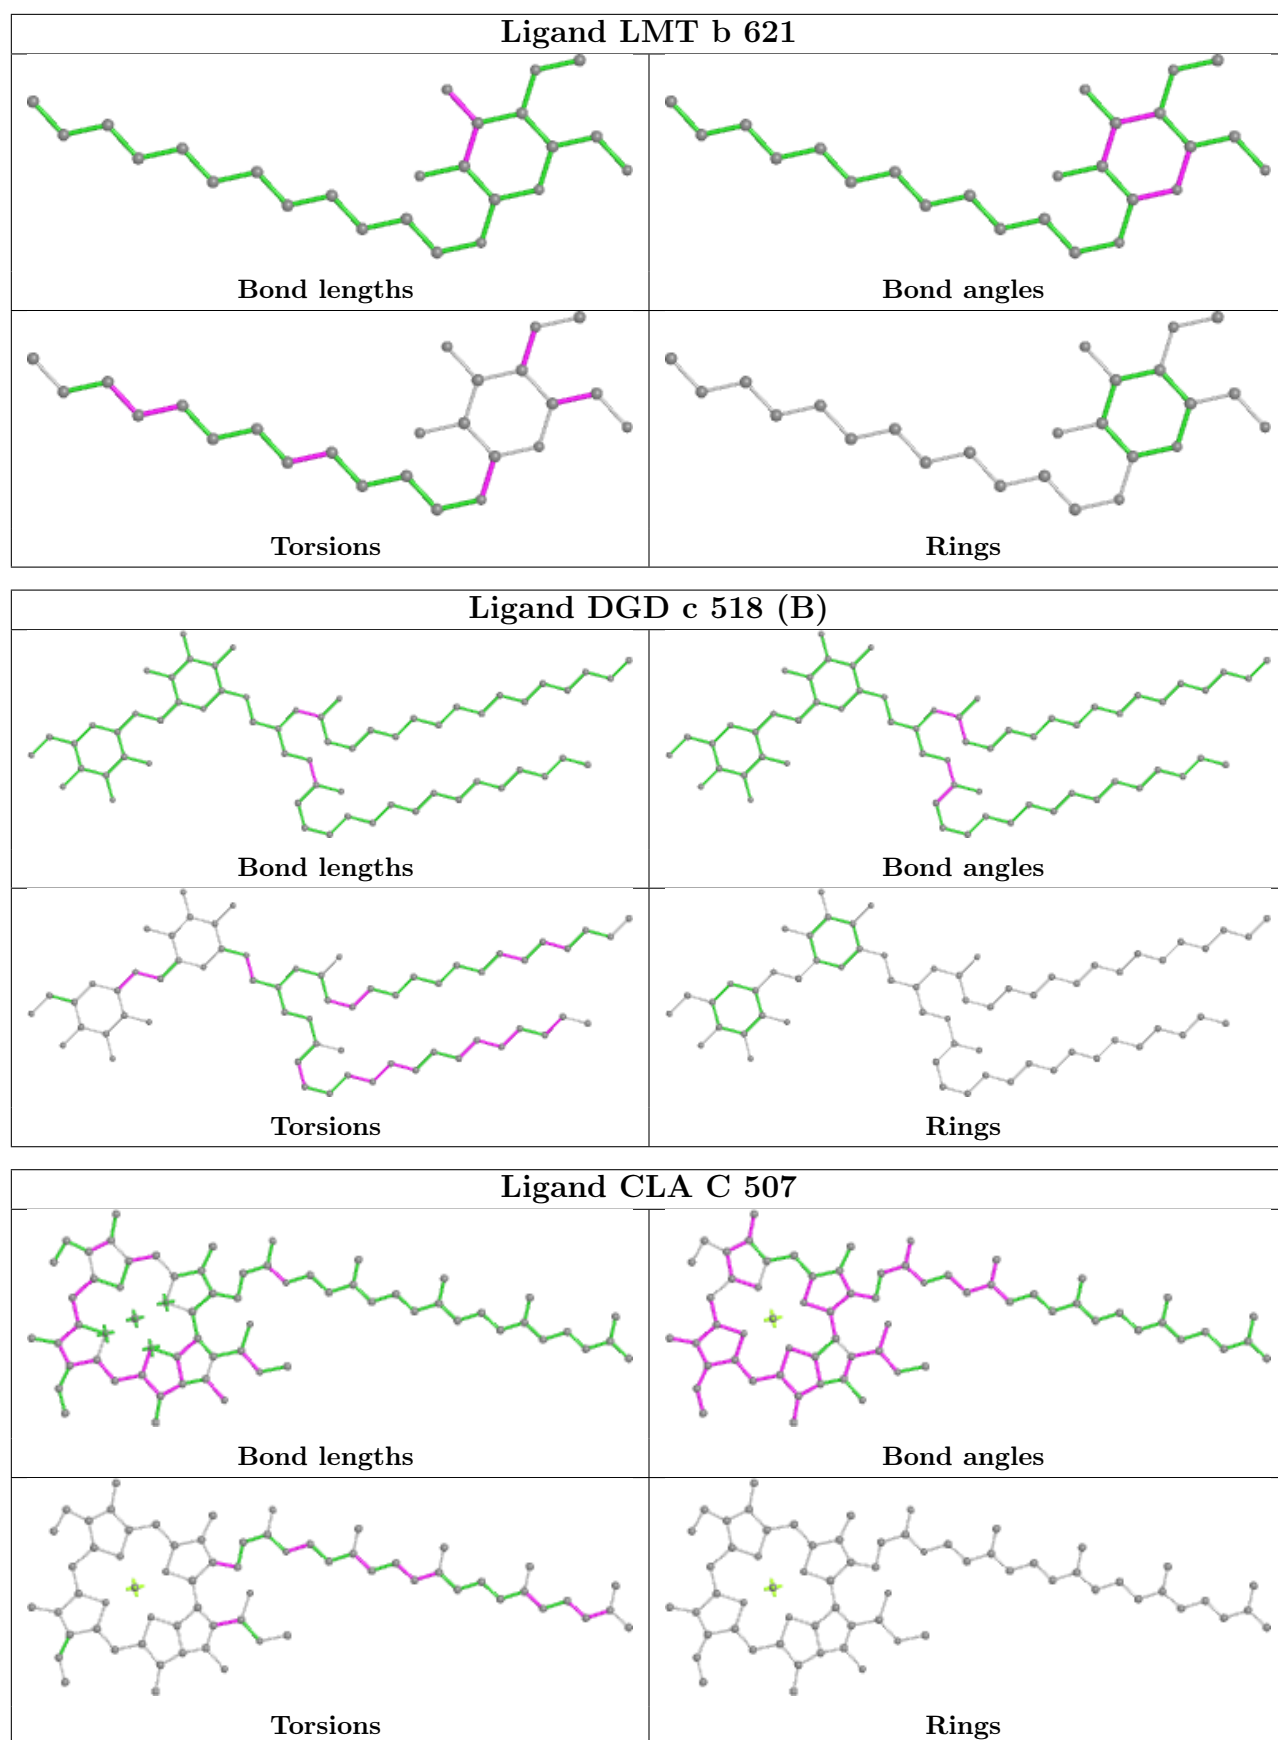 Ligand LMT b 621
Bond lengths
Bond angles
Torsions
Rings
Ligand DGD c 518 (B)
Bond lengths
Bond angles
Torsions
Rings
Ligand CLA C 507
Bond lengths
Bond angles
Torsions
Rings